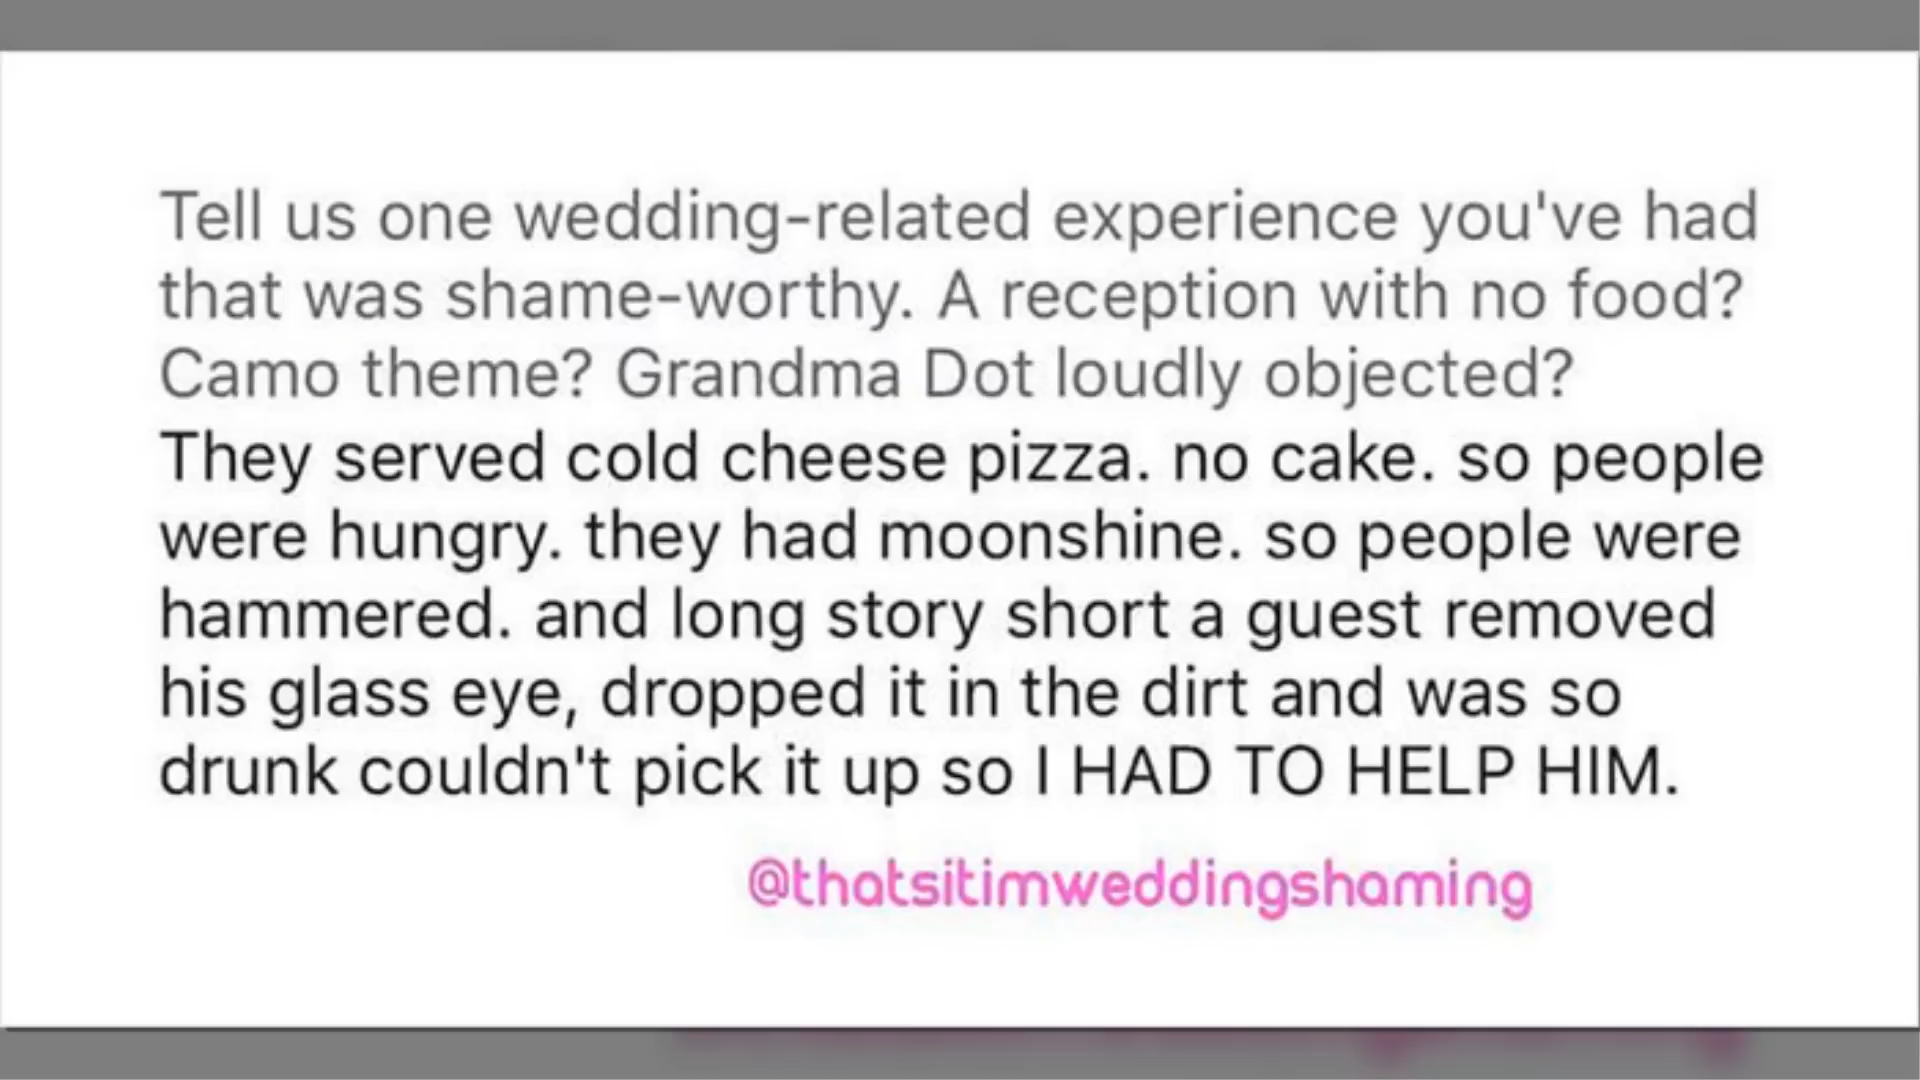 Tell us one wedding-related experience you've had
that was shame-worthy. A reception with no food?
Camo theme? Grandma Dot loudly objected?
They served cold cheese pizza. no cake. so people
were hungry. they had moonshine. so people were
hammered. and long story short a guest removed
his glass eye, dropped it in the dirt and was so
drunk couldn't pick it up so I HAD TO HELP HIM.
@thatsitimweddingshaming